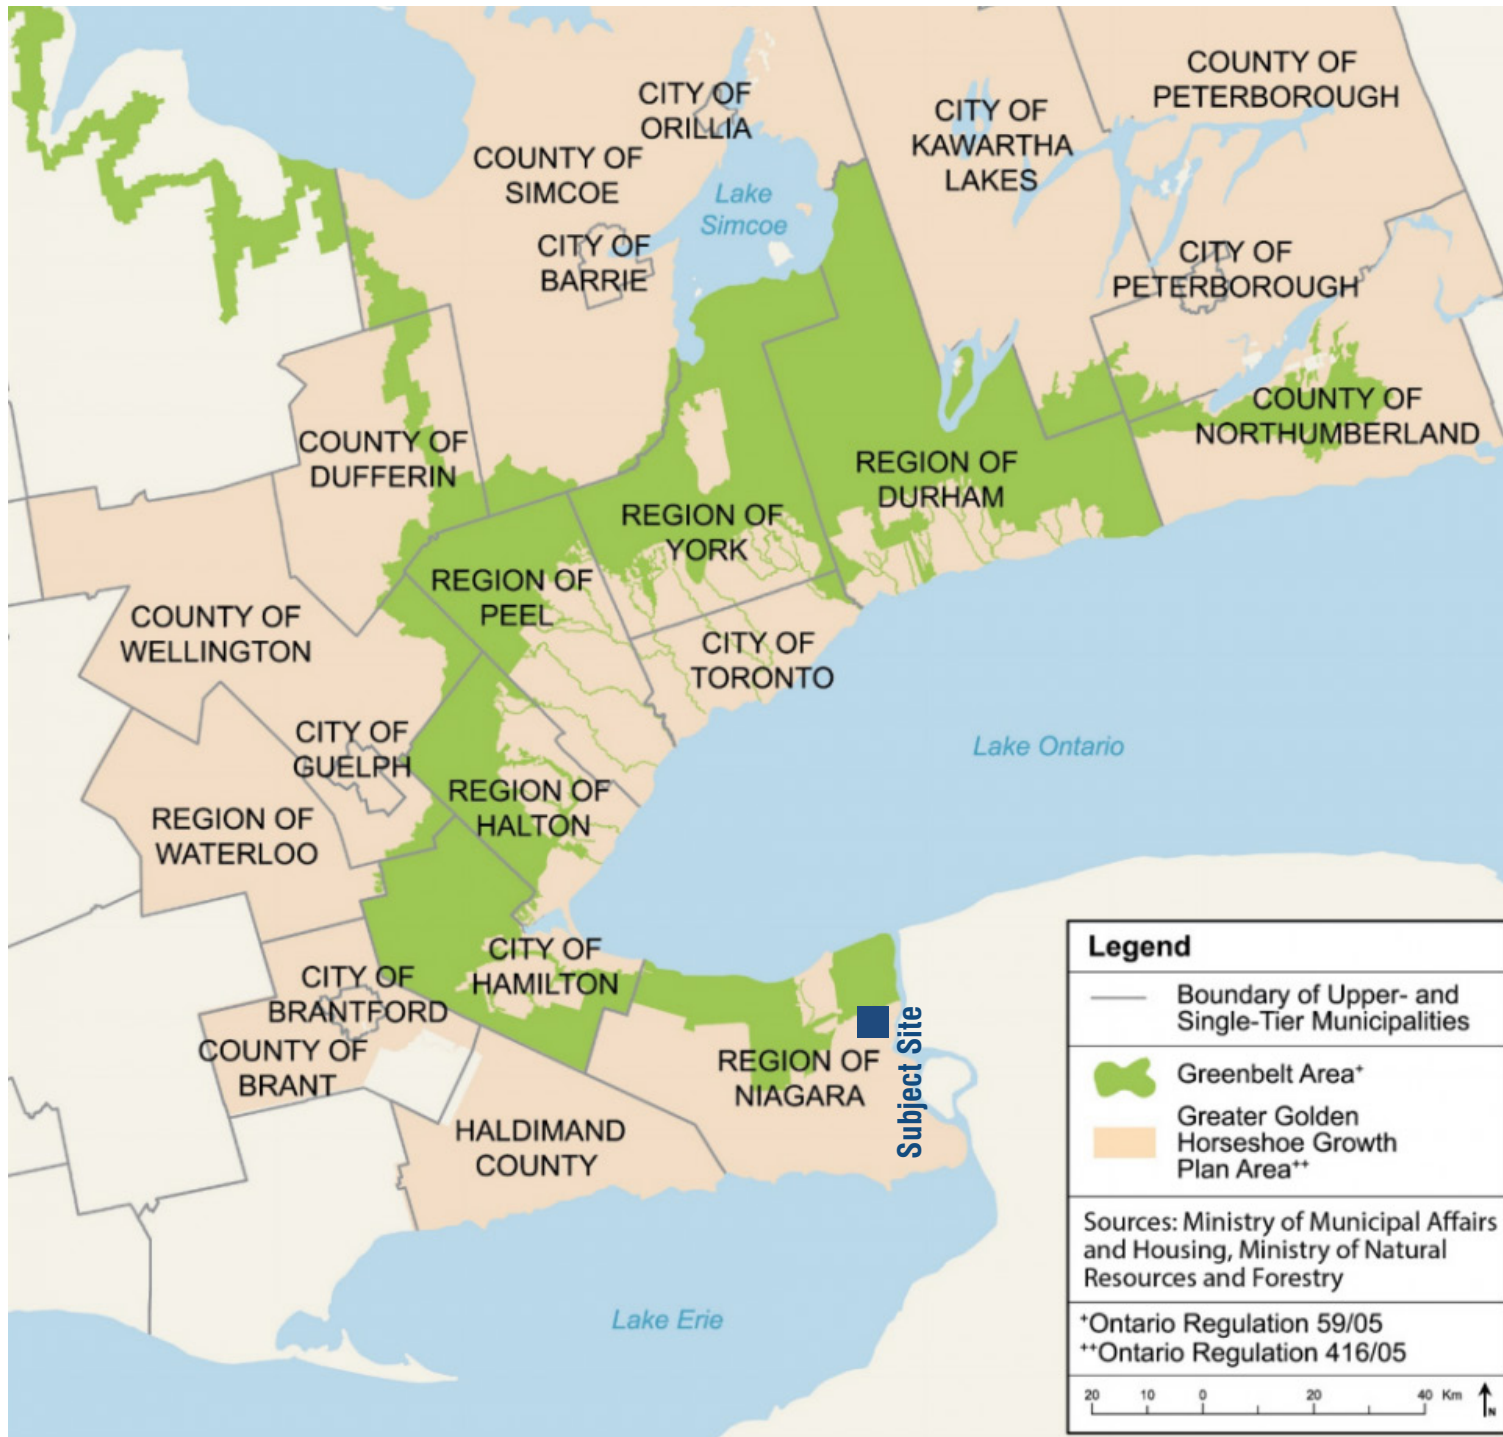 COUNTY OF
PETERBOROUGH
CITY OF
ORILLIA
CITY OF
KAWARTHA
LAKES
COUNTY OF
SIMCOE
Lake
Simcoe
CITY OF
BARRIE
CITY OF
PETERBOROUGH
COUNTY OF
NORTHUMBERLAND
COUNTY OF
DUFFERIN
REGION OF
DURHAM
REGION OF
YORK
REGION OF
PEEL
COUNTY OF
WELLINGTON
CITY OF
TORONTO
CITY OF
GUELPH
Lake Ontario
REGION OF
HALTON
REGION OF
WATERLOO
CITY OF
HAMILTON
CITY OF
BRANTFORD
COUNTY OF
BRANT
REGION OF
NIAGARA
Subject Site
HALDIMAND
COUNTY
Lake Erie
Legend
Boundary of Upper- and
Single-Tier Municipalities
Greenbelt Area+
Greater Golden
Horseshoe Growth
Plan Area++
Sources: Ministry of Municipal Affairs
and Housing, Ministry of Natural
Resources and Forestry
+Ontario Regulation 59/05
++Ontario Regulation 416/05
20 10 0 20 40 Km
N